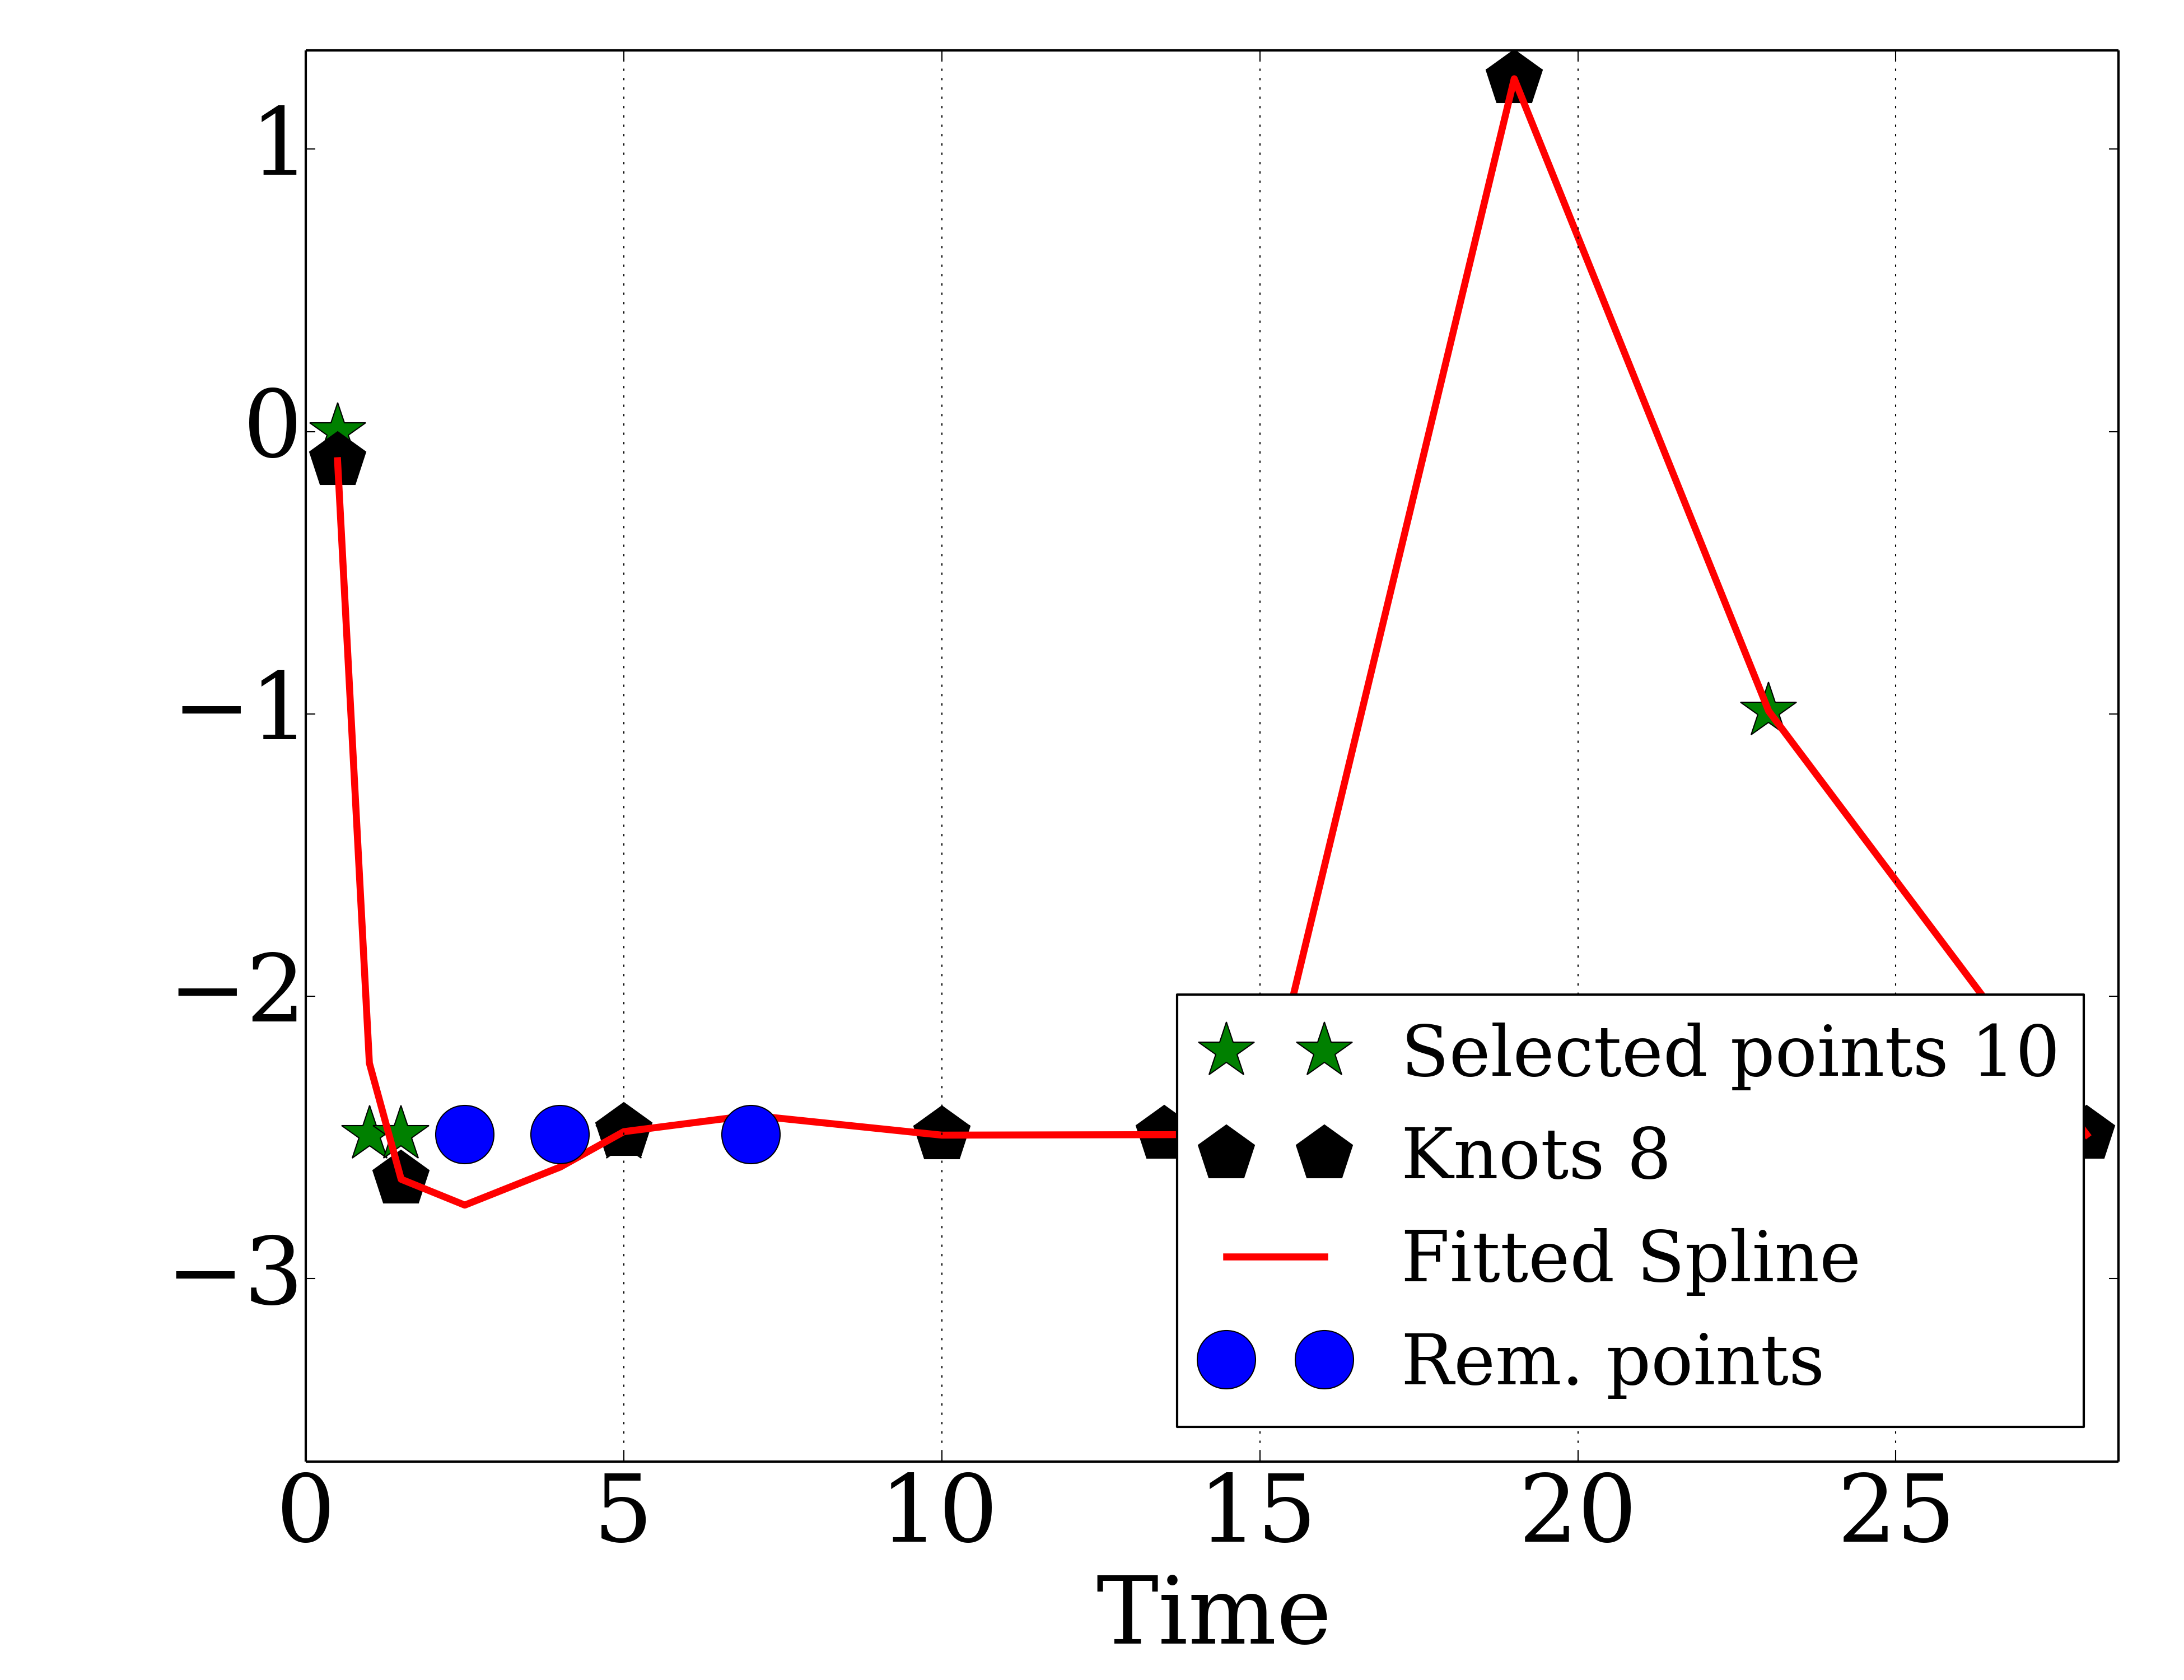 1
0
−1
−2
−3
Selected points 10
Knots 8
Fitted Spline
Rem. points
0 5 10 15 20 25
Time